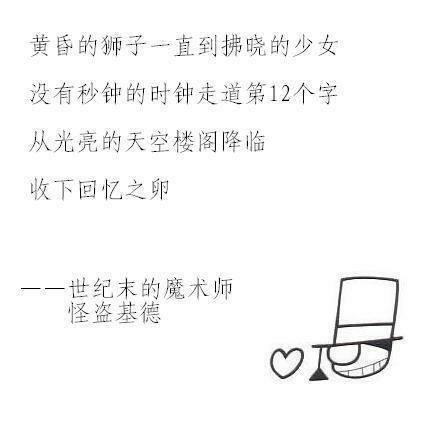 黄昏的狮子一直到拂晓的少女
没有秒钟的时钟走道第12个字
从光亮的天空楼阁降临
收下回忆之卵
——世纪末的魔术师
怪盗基德